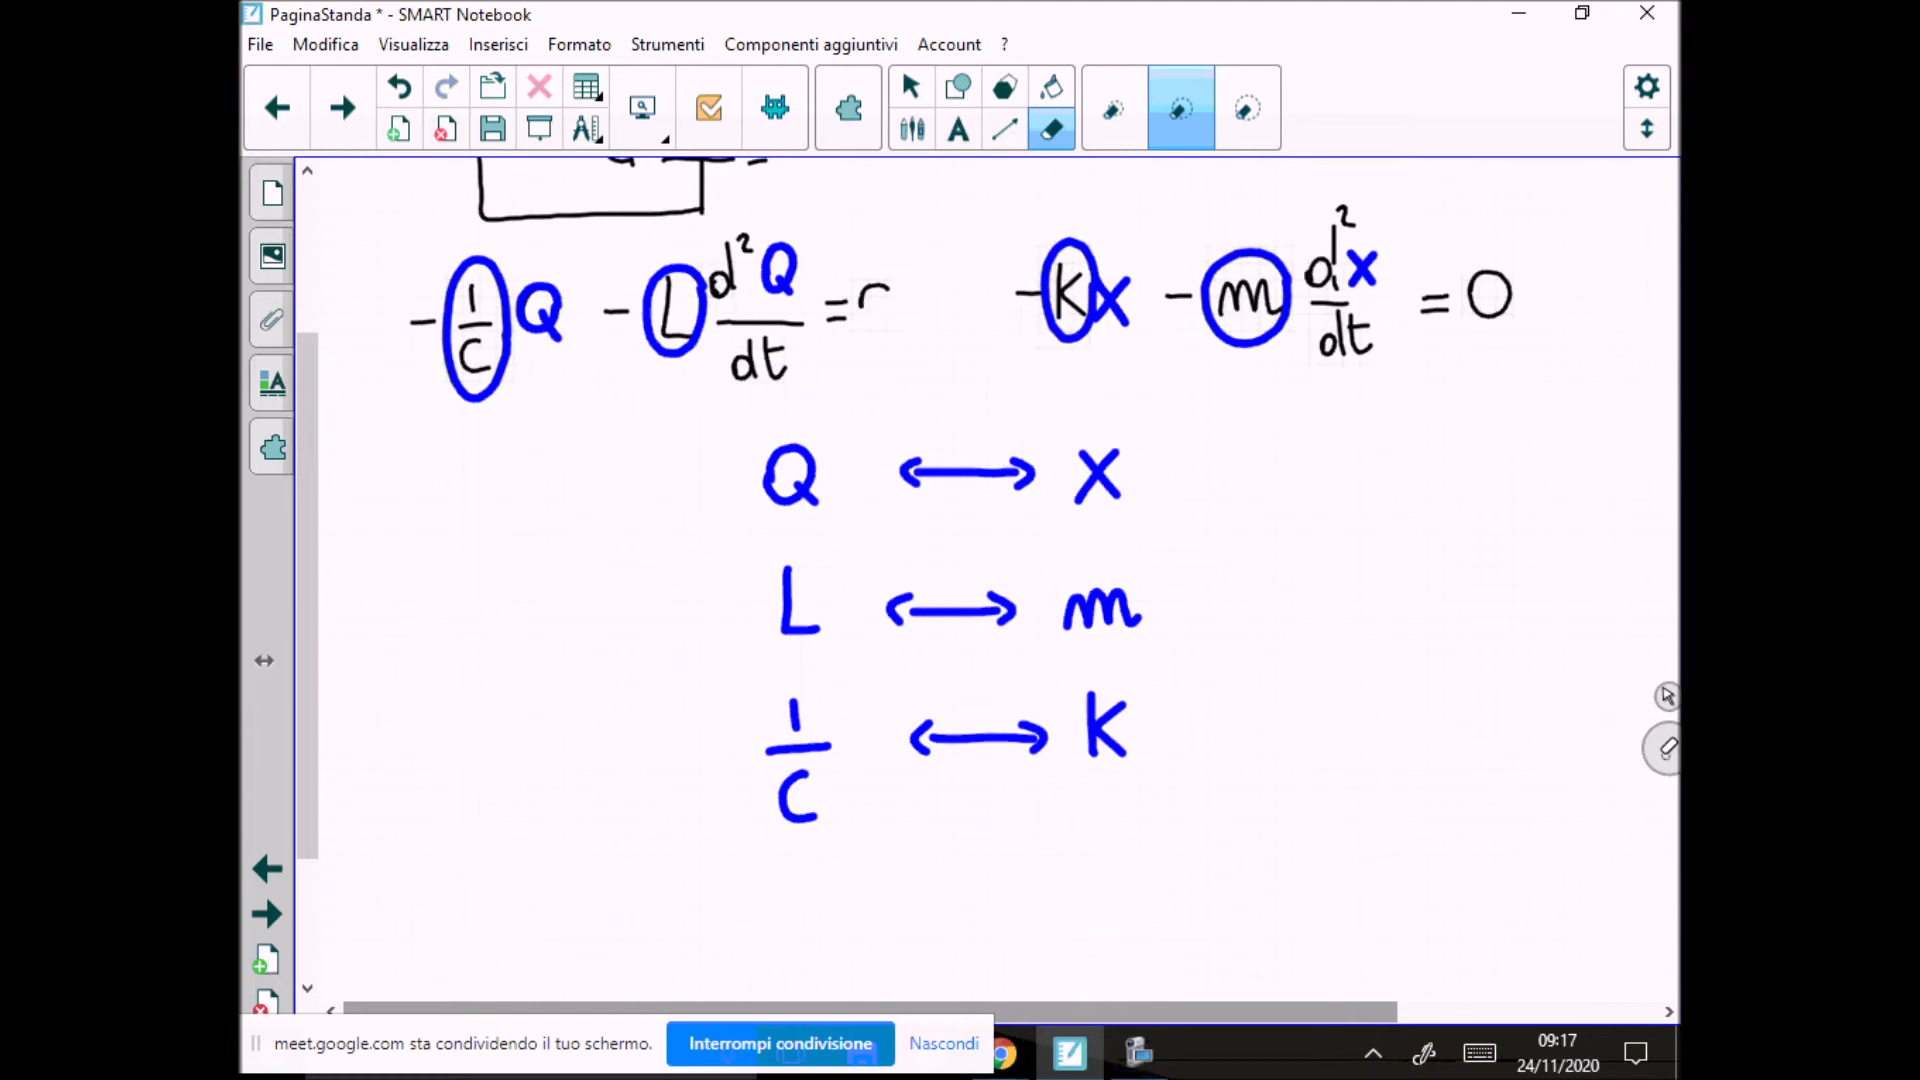 PaginaStanda * - SMART Notebook
File Modifica Visualizza Inserisci Formato Strumenti Componenti aggiuntivi Account ?
-1/C Q - L d²Q/dt =
-Kx - m d²x/dt = 0
Q ⟷ x
L ⟷ m
1/C ⟷ K
meet.google.com sta condividendo il tuo schermo. Interrompi condivisione Nascondi
09:17
24/11/2020